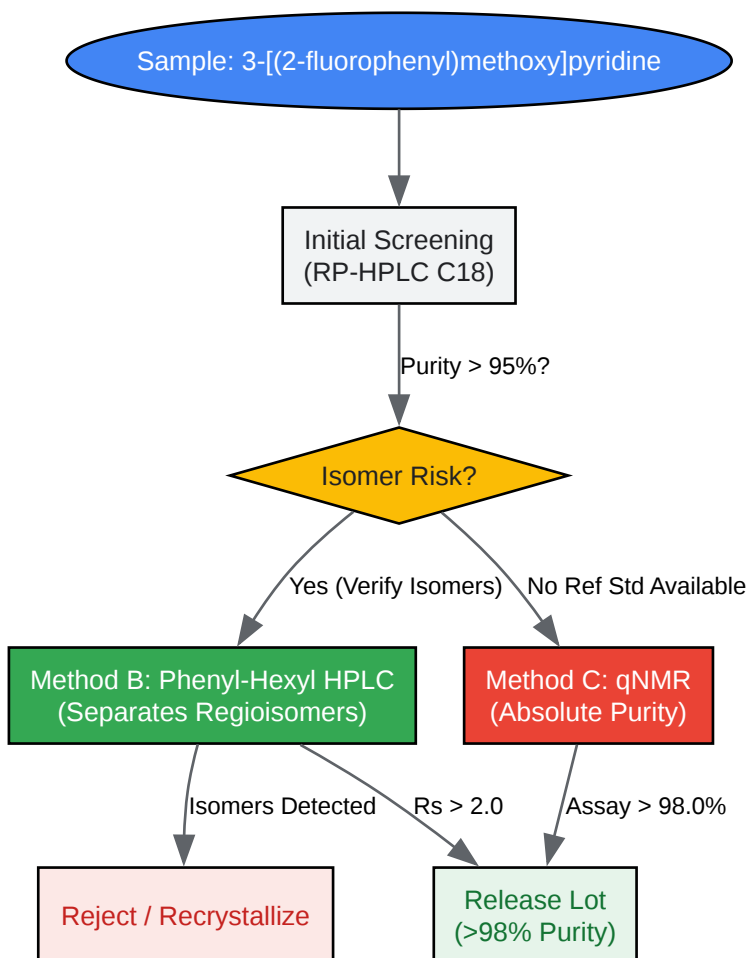 Sample: 3-[(2-fluorophenyl)methoxy]pyridine
Initial Screening
(RP-HPLC C18)
Purity > 95%?
Isomer Risk?
Yes (Verify Isomers)
No Ref Std Available
Method B: Phenyl-Hexyl HPLC
(Separates Regioisomers)
Method C: qNMR
(Absolute Purity)
Isomers Detected
Rs > 2.0
Assay > 98.0%
Reject / Recrystallize
Release Lot
(>98% Purity)